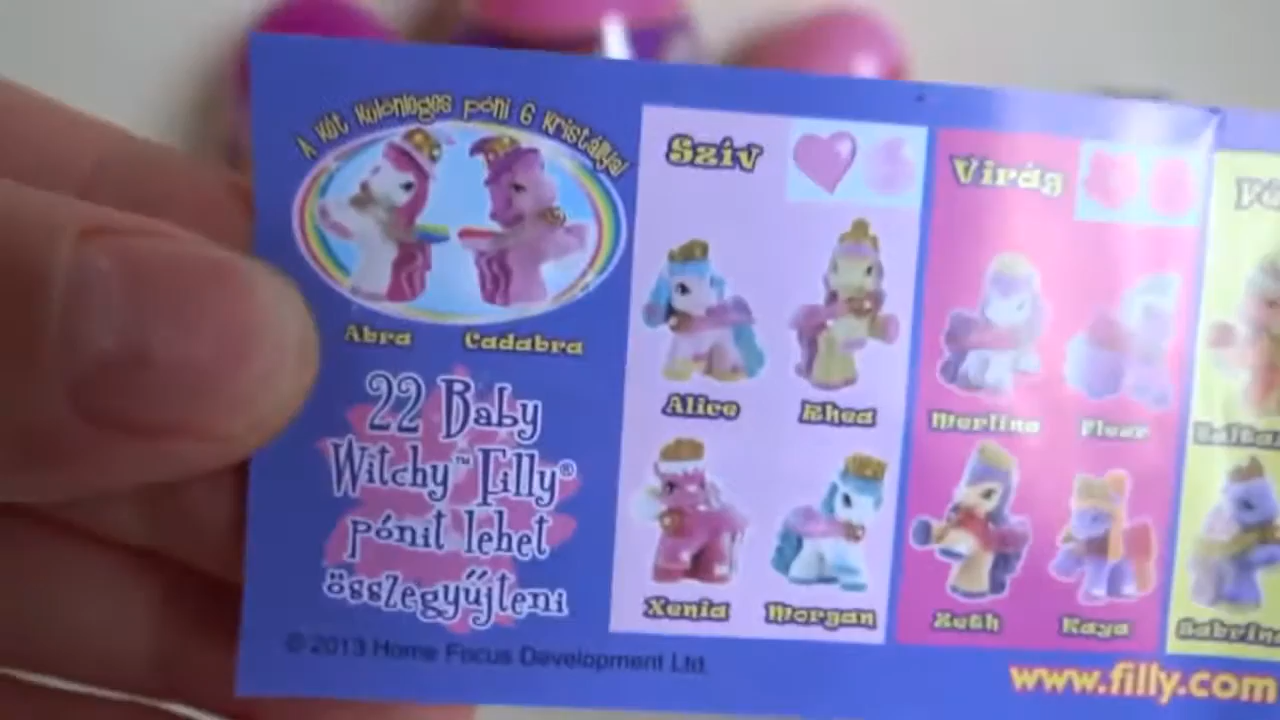 A két különleges póni 6 kristállyal
Abra Cadabra
22 Baby
Witchy™ Filly®
pónit lehet
összegyűjteni
© 2013 Home Focus Development Ltd.
Szív
Alice Rhea
Xenia Morgan
Virág
Merlina Fleur
Zeth Kaya
www.filly.com